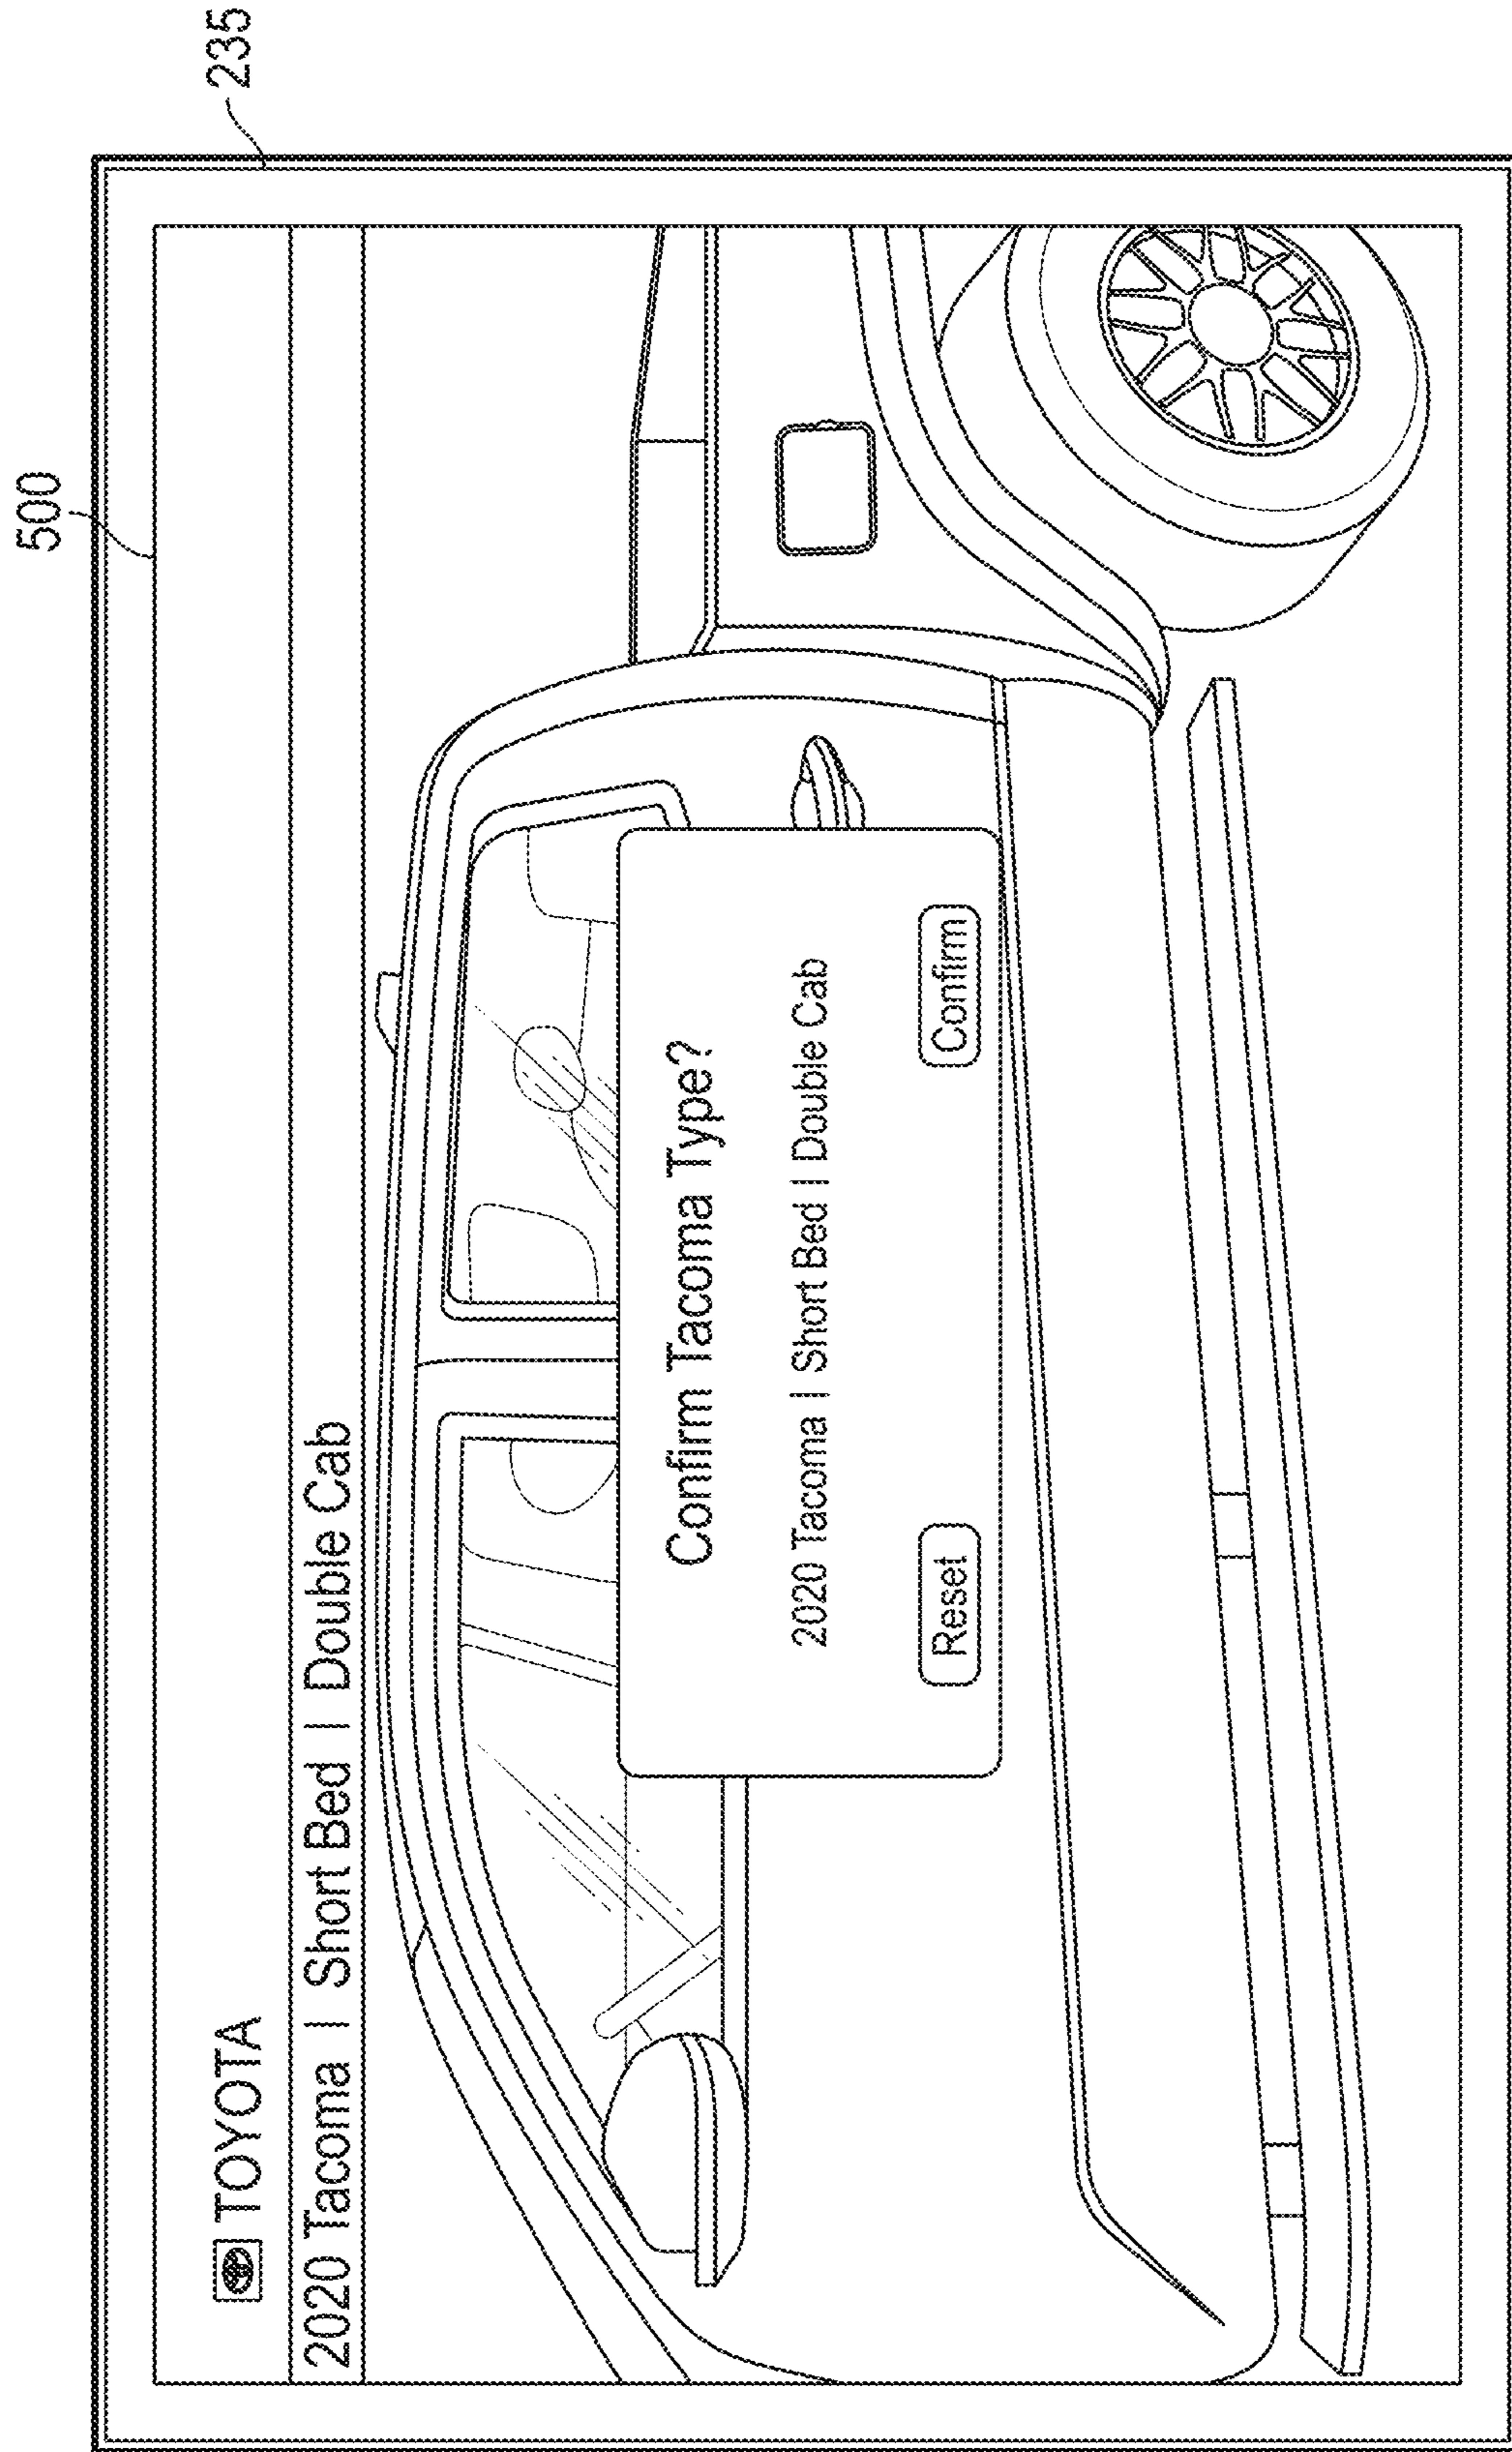 500
235
TOYOTA
2020 Tacoma | Short Bed | Double Cab
Confirm Tacoma Type?
2020 Tacoma | Short Bed | Double Cab
Reset
Confirm